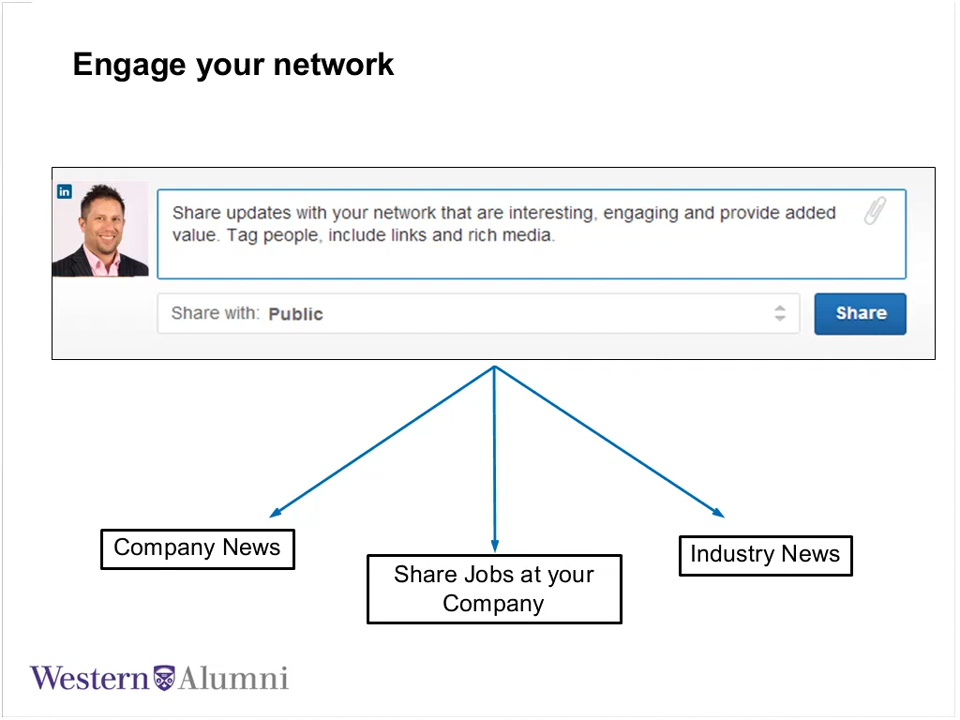 Engage your network
in
Share updates with your network that are interesting, engaging and provide added
value. Tag people, include links and rich media.
Share with: Public
Share
Company News
Share Jobs at your
Company
Industry News
Western Alumni